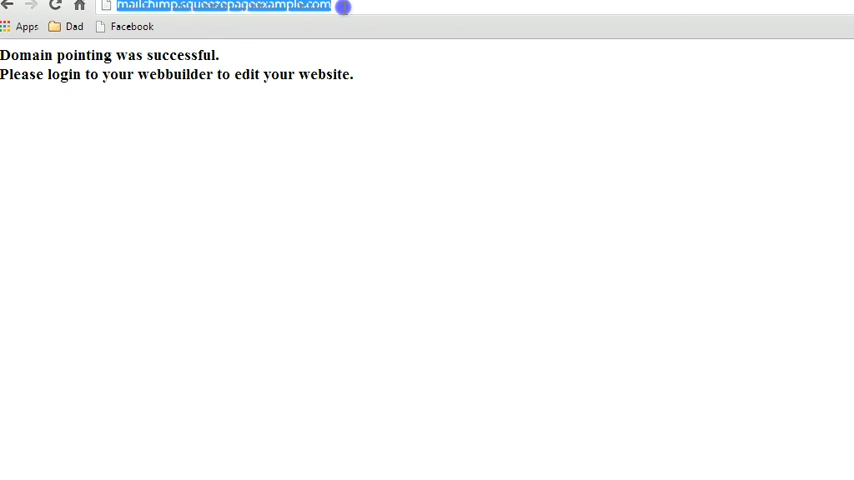 mailchimp.squeezepageexample.com
Apps Dad Facebook
Domain pointing was successful.
Please login to your webbuilder to edit your website.